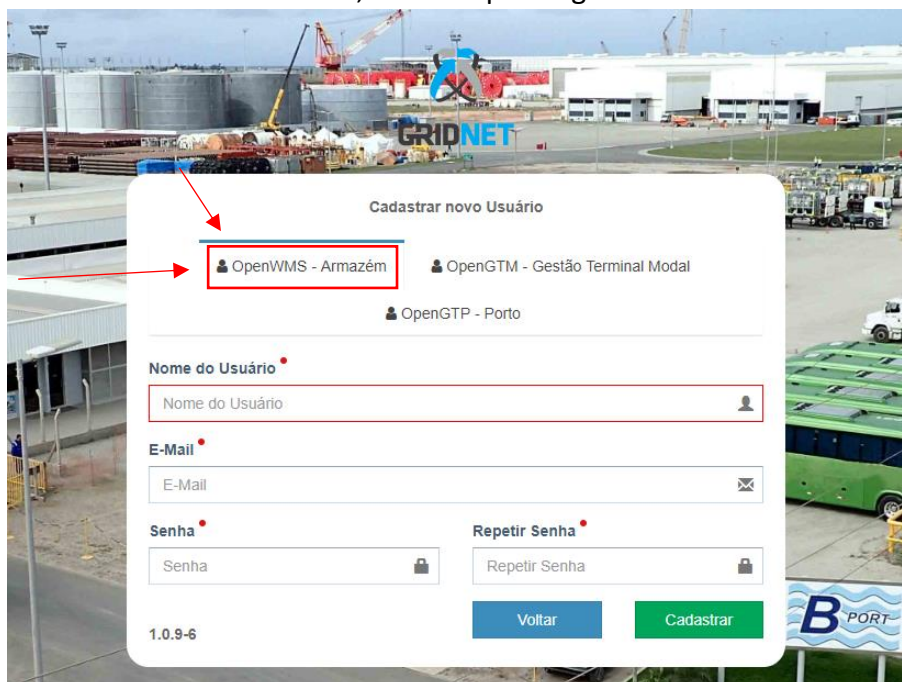 GRIDNET
Cadastrar novo Usuário
OpenWMS - Armazém
OpenGTM - Gestão Terminal Modal
OpenGTP - Porto
Nome do Usuário
Nome do Usuário
E-Mail
E-Mail
Senha
Repetir Senha
Senha
Repetir Senha
Voltar
Cadastrar
1.0.9-6
B PORT